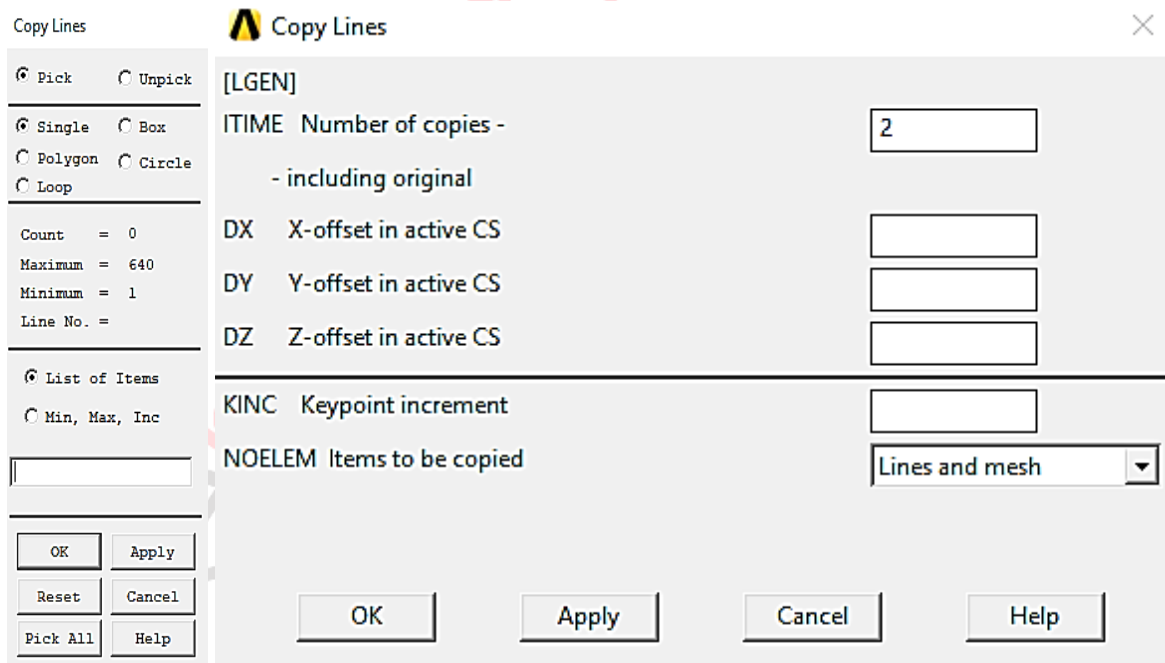 Copy Lines
Pick Unpick
Single Box
Polygon Circle
Loop
Count = 0
Maximum = 640
Minimum = 1
Line No. =
List of Items
Min, Max, Inc
OK Apply
Reset Cancel
Pick All Help
Copy Lines
[LGEN]
ITIME Number of copies - 2
- including original
DX X-offset in active CS
DY Y-offset in active CS
DZ Z-offset in active CS
KINC Keypoint increment
NOELEM Items to be copied Lines and mesh
OK Apply Cancel Help